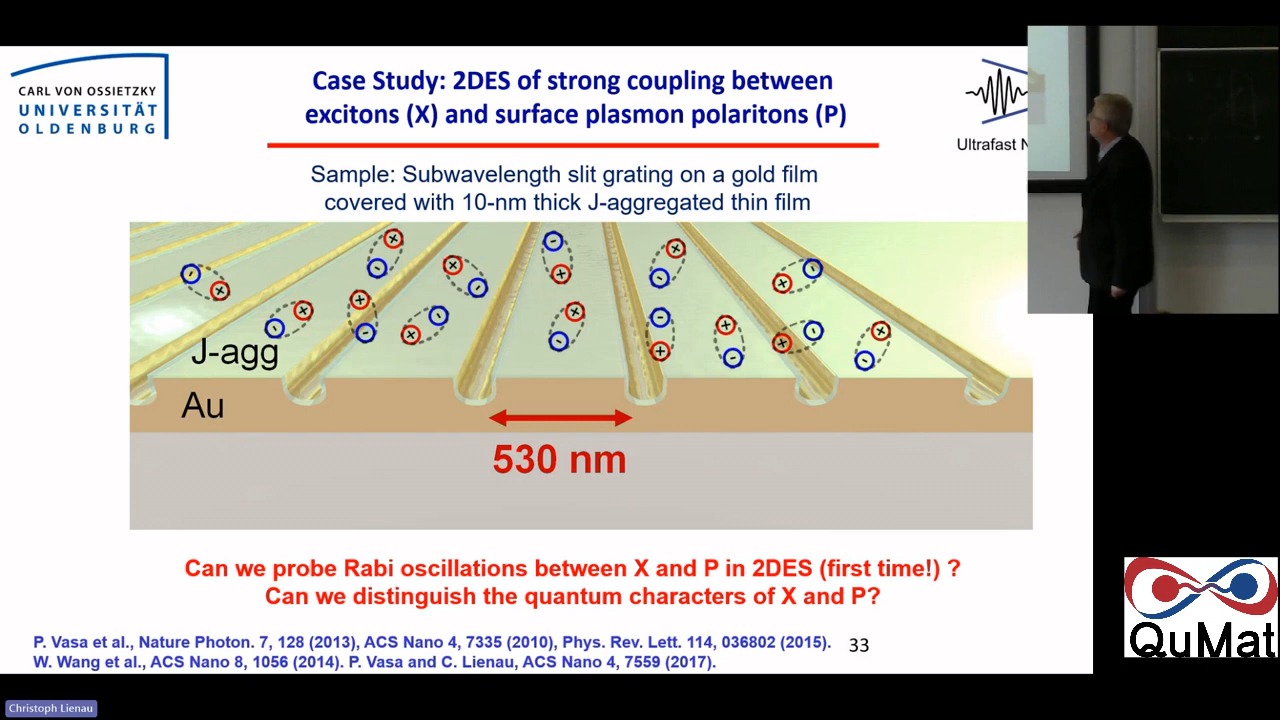 CARL VON OSSIETZKY
UNIVERSITÄT
OLDENBURG
Case Study: 2DES of strong coupling between
excitons (X) and surface plasmon polaritons (P)
Ultrafast N
Sample: Subwavelength slit grating on a gold film
covered with 10-nm thick J-aggregated thin film
J-agg
Au
530 nm
Can we probe Rabi oscillations between X and P in 2DES (first time!) ?
Can we distinguish the quantum characters of X and P?
P. Vasa et al., Nature Photon. 7, 128 (2013), ACS Nano 4, 7335 (2010), Phys. Rev. Lett. 114, 036802 (2015).
W. Wang et al., ACS Nano 8, 1056 (2014). P. Vasa and C. Lienau, ACS Nano 4, 7559 (2017).
33
QuMat
Christoph Lienau